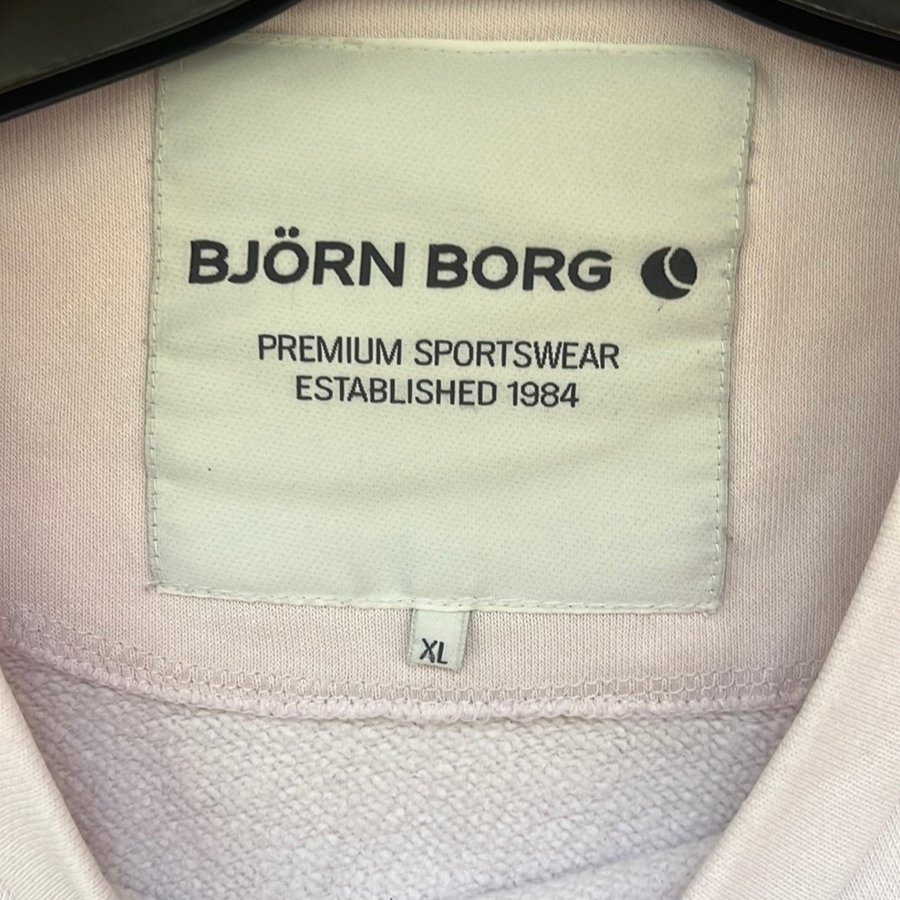 BJÖRN BORG
PREMIUM SPORTSWEAR
ESTABLISHED 1984
XL